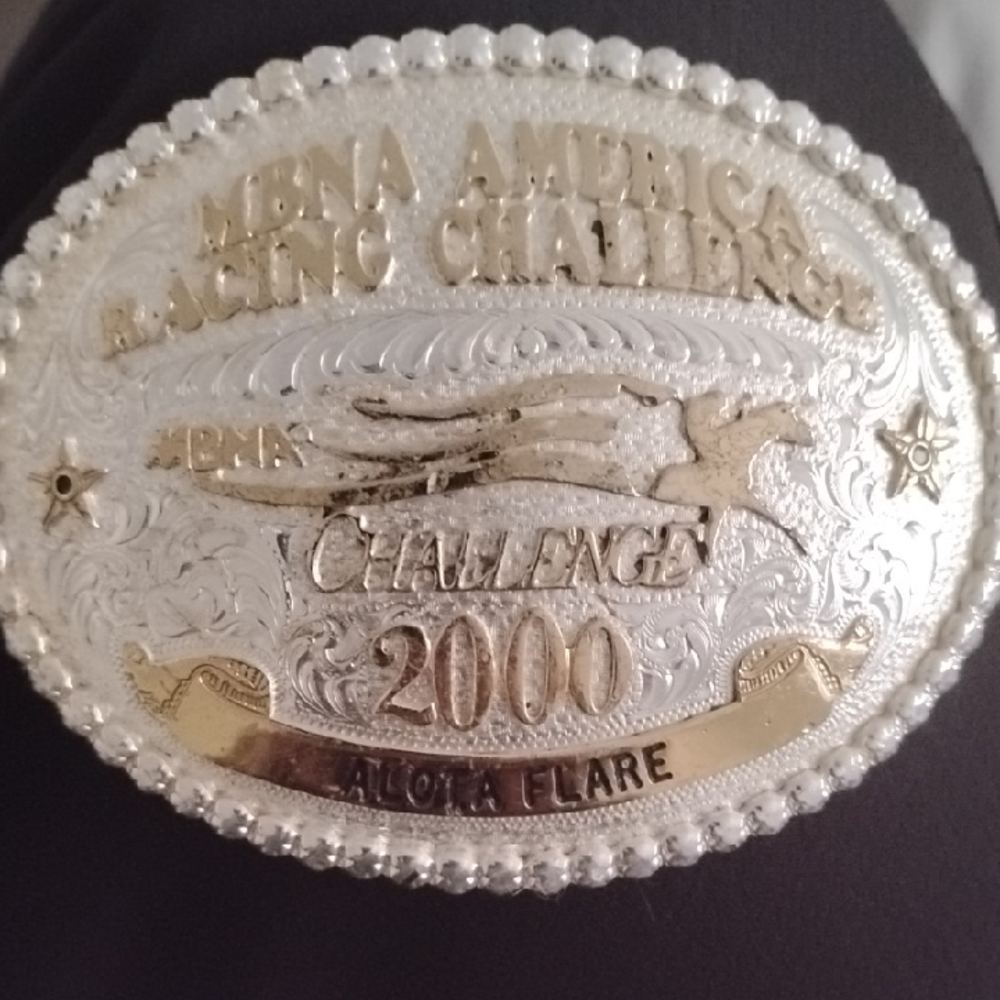 MBNA AMERICA
RACING CHALLENGE
MBNA
CHALLENGE
2000
ALOTA FLARE